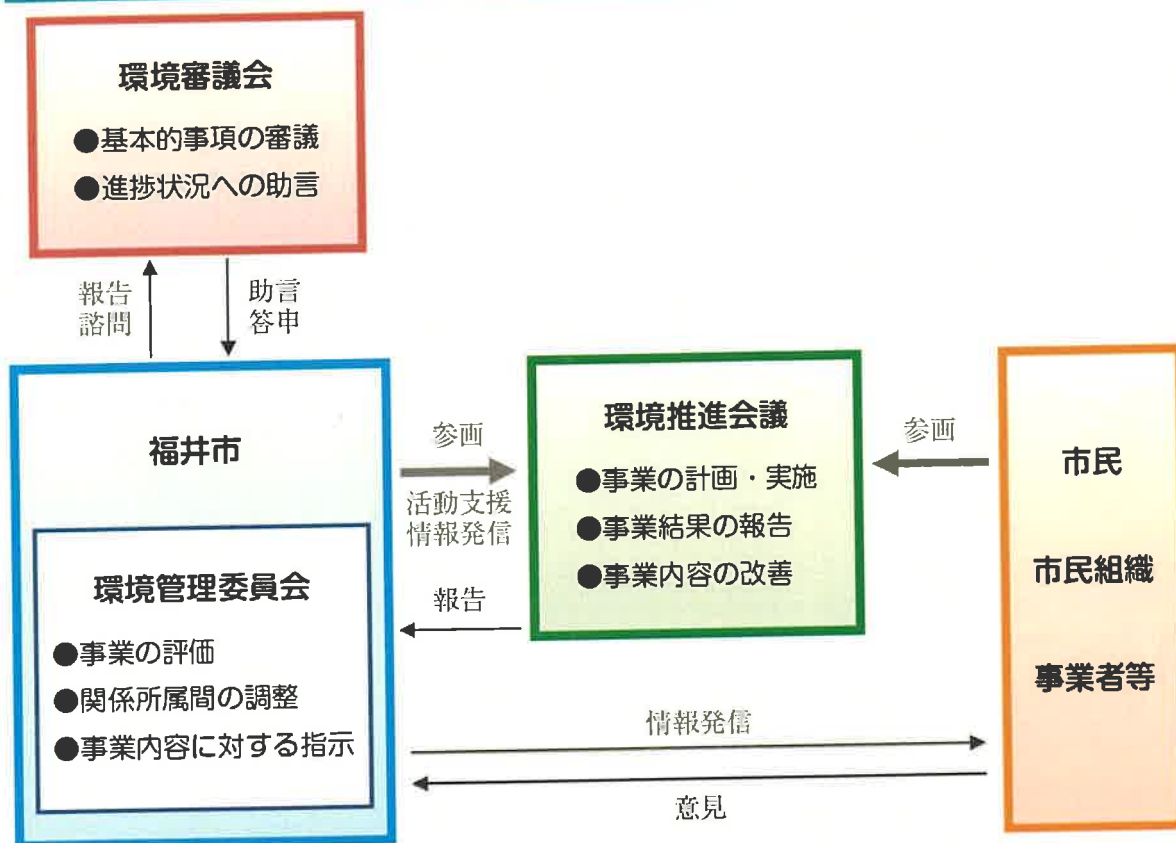 環境審議会
●基本的事項の審議
●進捗状況への助言
報告
諮問
助言
答申
福井市
環境管理委員会
●事業の評価
●関係所属間の調整
●事業内容に対する指示
参画
活動支援
情報発信
報告
環境推進会議
●事業の計画・実施
●事業結果の報告
●事業内容の改善
参画
市民
市民組織
事業者等
情報発信
意見